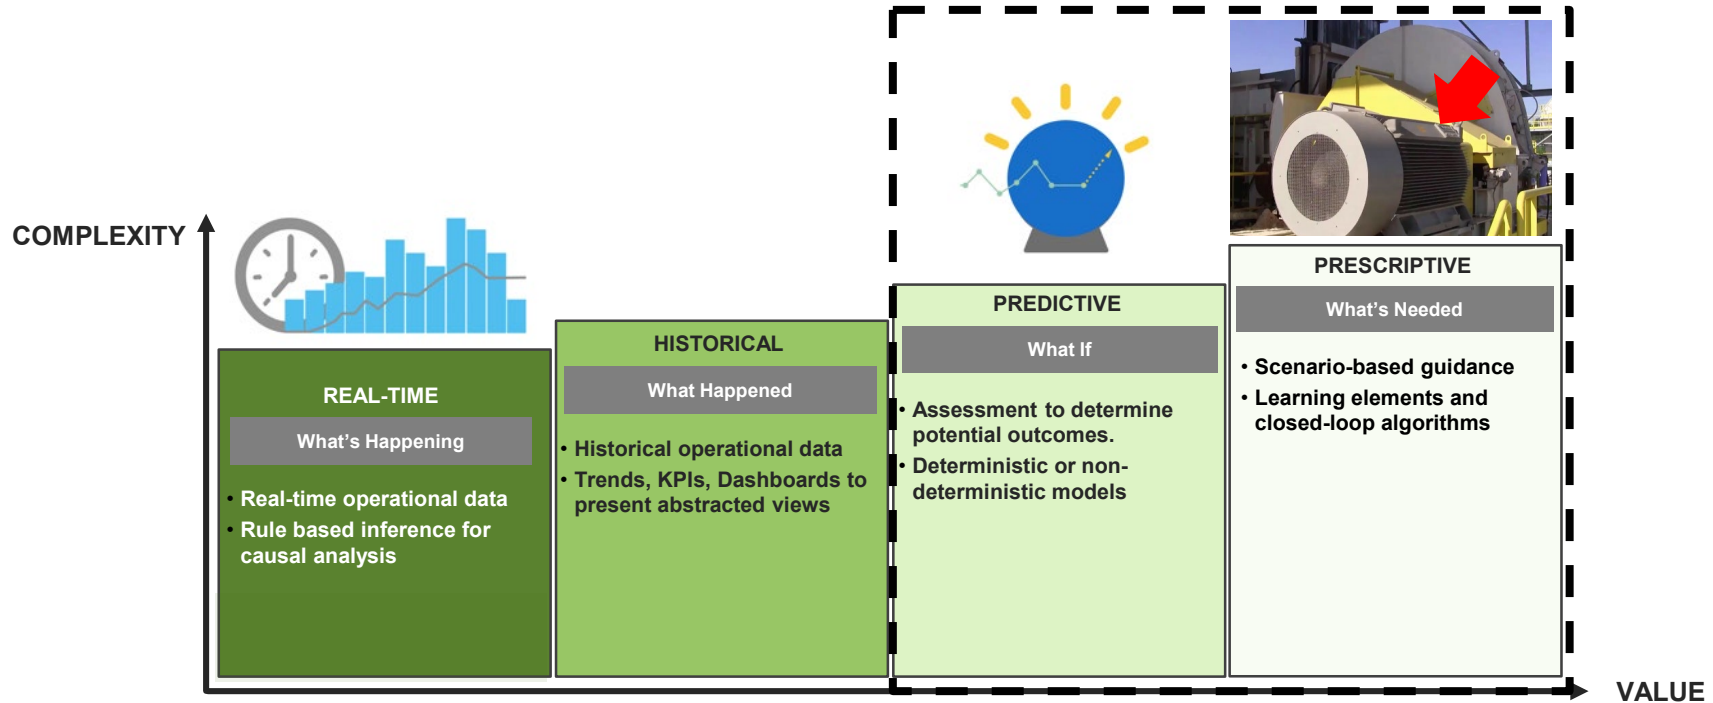 COMPLEXITY
REAL-TIME
What's Happening
• Real-time operational data
• Rule based inference for
causal analysis
HISTORICAL
What Happened
• Historical operational data
• Trends, KPIs, Dashboards to
present abstracted views
PREDICTIVE
What If
• Assessment to determine
potential outcomes.
• Deterministic or non-
deterministic models
PRESCRIPTIVE
What's Needed
• Scenario-based guidance
• Learning elements and
closed-loop algorithms
VALUE